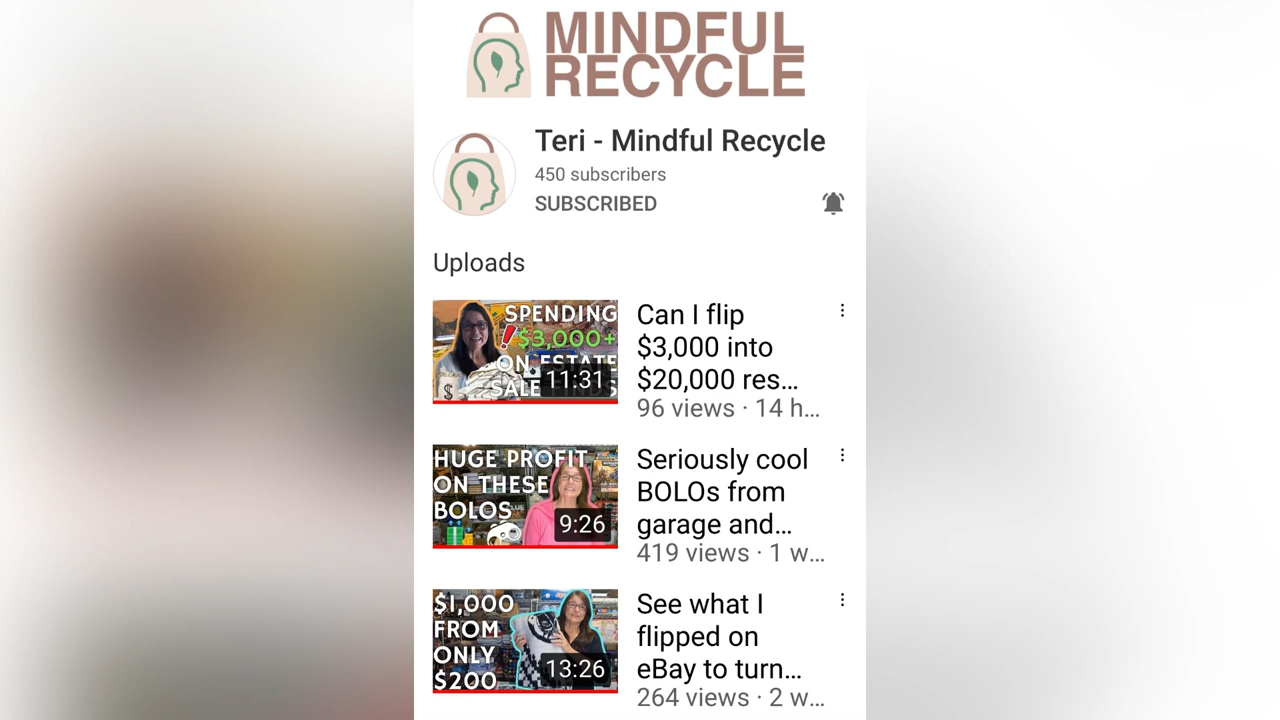 MINDFUL
RECYCLE
Teri - Mindful Recycle
450 subscribers
SUBSCRIBED
Uploads
SPENDING
$3,000+
ON ESTATE
SALE
11:31
Can I flip
$3,000 into
$20,000 res...
96 views · 14 h...
HUGE PROFIT
ON THESE
BOLOS
9:26
Seriously cool
BOLOs from
garage and...
419 views · 1 w...
$1,000
FROM
ONLY
$200
13:26
See what I
flipped on
eBay to turn...
264 views · 2 w...